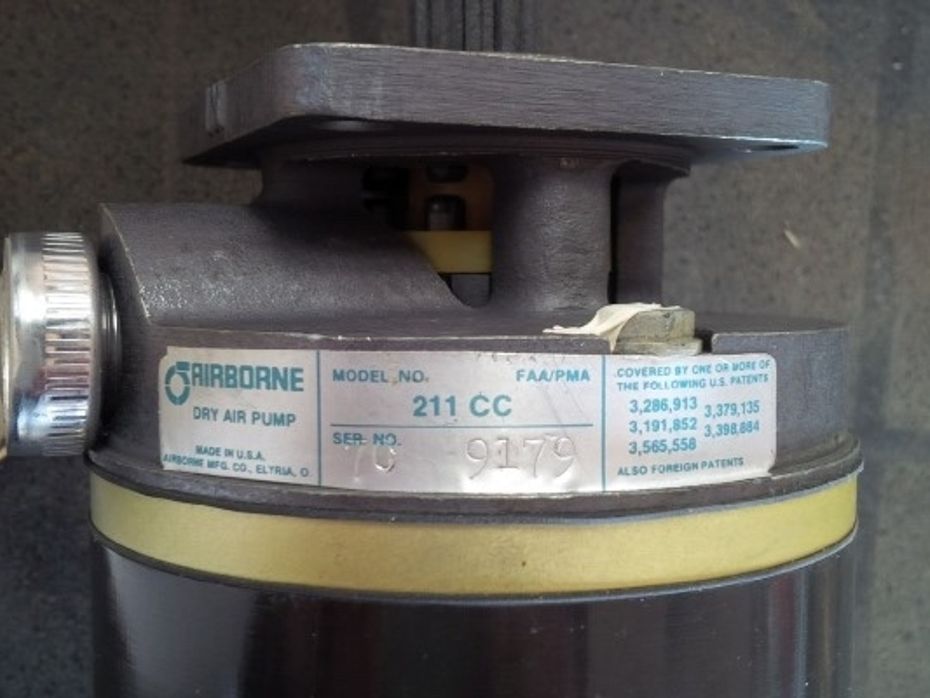 AIRBORNE
DRY AIR PUMP
MADE IN U.S.A.
AIRBORNE MFG. CO., ELYRIA, O.
MODEL NO. FAA/PMA
211 CC
SER. NO.
9179
COVERED BY ONE OR MORE OF
THE FOLLOWING U.S. PATENTS
3,286,913 3,379,135
3,191,852 3,398,884
3,565,558
ALSO FOREIGN PATENTS